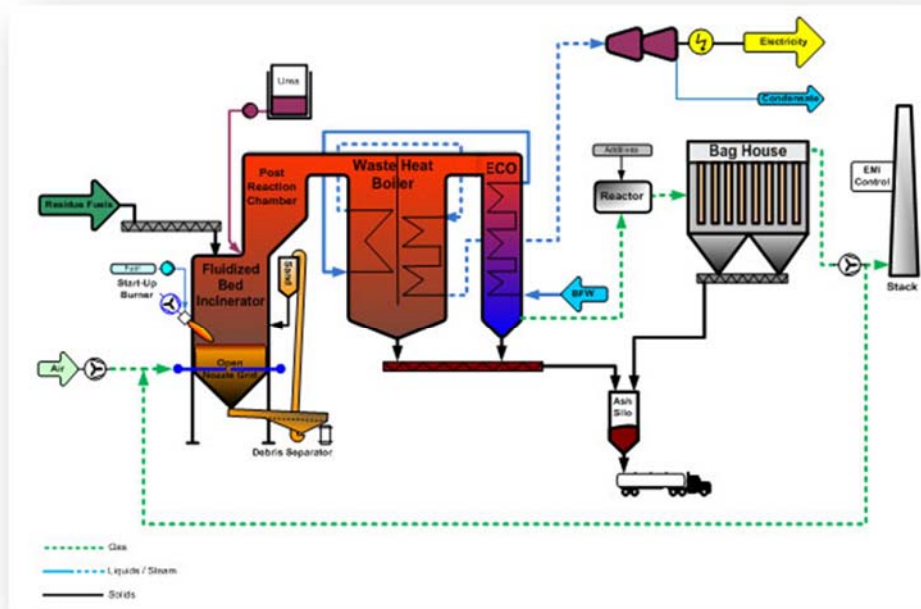 Urea
Electricity
Condensate
Post
Reaction
Chamber
Waste Heat
Boiler
ECO
Additives
Reactor
Bag House
EMI
Control
Stack
Residue Fuels
Fuel
Start-Up
Burner
Fluidized
Bed
Incinerator
Sand
BFW
Air
Open
Nozzle Grid
Debris Separator
Ash
Silo
Gas
Liquids / Steam
Solids